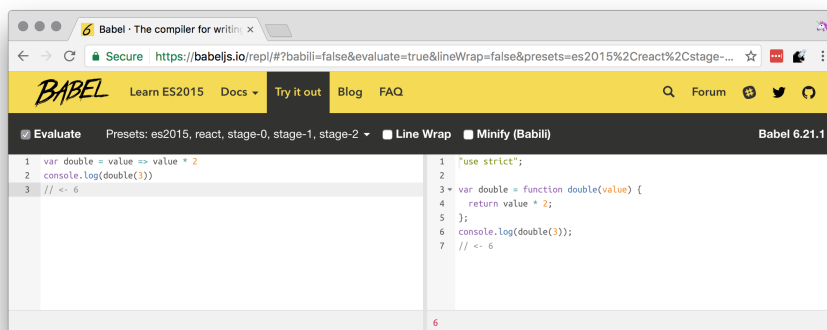 6 Babel · The compiler for writing ×
Secure https://babeljs.io/repl/#?babili=false&evaluate=true&lineWrap=false&presets=es2015%2Creact%2Cstage-...
BABEL Learn ES2015 Docs Try it out Blog FAQ Forum
Evaluate Presets: es2015, react, stage-0, stage-1, stage-2 Line Wrap Minify (Babili) Babel 6.21.1
1 var double = value => value * 2
2 console.log(double(3))
3 // <- 6
1 "use strict";
2
3 var double = function double(value) {
4 return value * 2;
5 };
6 console.log(double(3));
7 // <- 6
6